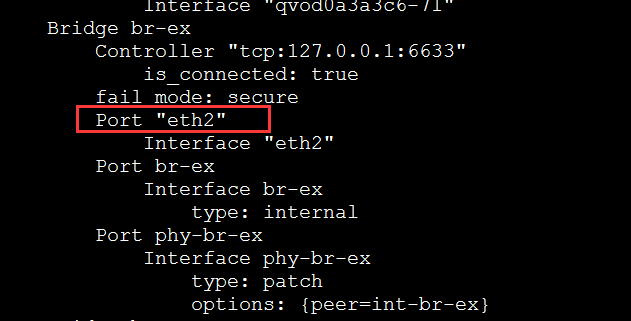 Interface "qvod0a3a3c6-71"
Bridge br-ex
Controller "tcp:127.0.0.1:6633"
is_connected: true
fail_mode: secure
Port "eth2"
Interface "eth2"
Port br-ex
Interface br-ex
type: internal
Port phy-br-ex
Interface phy-br-ex
type: patch
options: {peer=int-br-ex}